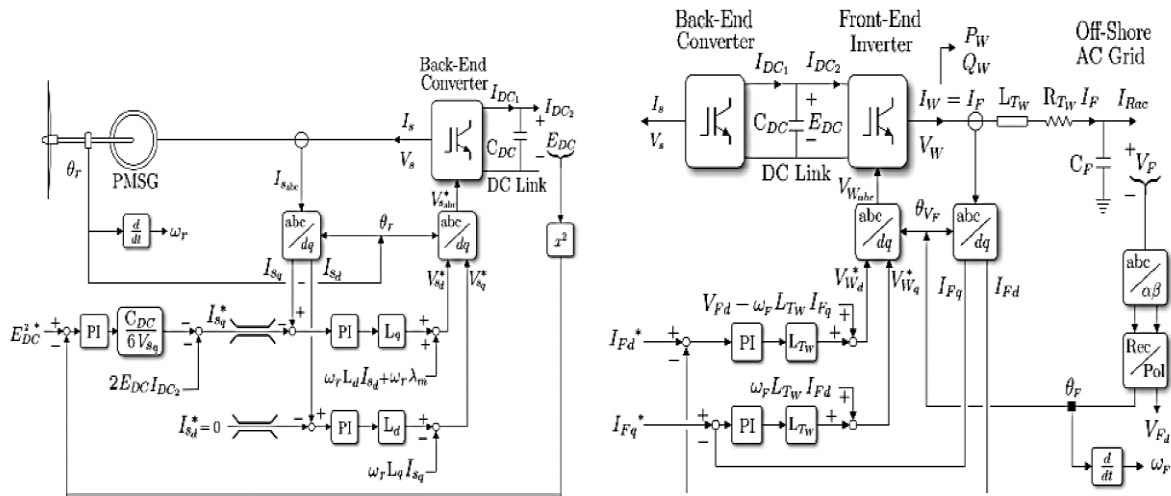 Back-End
Converter
I_DC1
I_DC2
I_s
V_s
C_DC
+
E_DC
−
DC Link
θ_r
PMSG
I_sabc
V*_sabc
abc
dq
θ_r
abc
dq
x²
d
dt
ω_r
I_sq
I_sd
V*_sd
V*_sq
E²*_DC
+
−
PI
C_DC
6V_sq
−
−
I_sq*
−
+
PI
L_q
+
+
2E_DC I_DC2
ω_r L_d I_sd + ω_r λ_m
I_sd* = 0
−
+
PI
L_d
+
−
ω_r L_q I_sq
Back-End
Converter
Front-End
Inverter
P_W
Q_W
Off-Shore
AC Grid
I_DC1
I_DC2
I_s
V_s
C_DC
+
E_DC
−
DC Link
I_W = I_F
V_W
L_TW
R_TW
I_F
I_Rac
C_F
+
V_F
−
V_Wabc
abc
dq
θ_VF
abc
dq
V*_Wd
V*_Wq
I_Fq
I_Fd
abc
αβ
V_Fd − ω_F L_TW I_Fq
+
+
I_Fd*
+
−
PI
L_TW
Rec
Pol
ω_F L_TW I_Fd
+
+
θ_F
I_Fq*
+
−
PI
L_TW
V_Fd
d
dt
ω_F